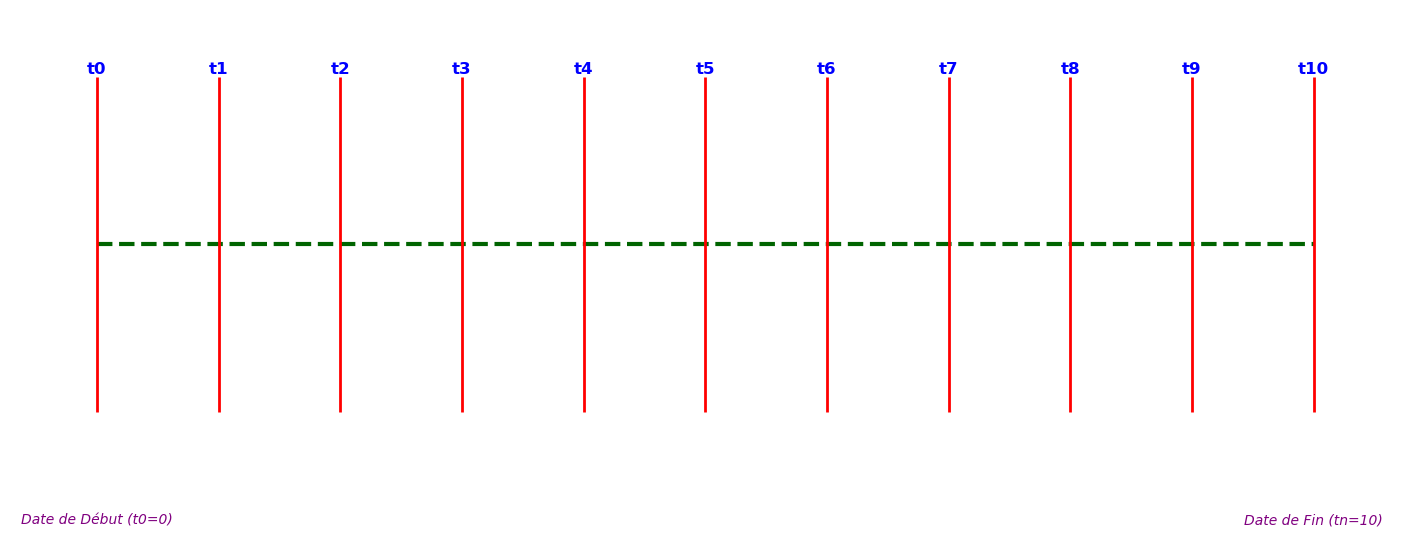 t0 t1 t2 t3 t4 t5 t6 t7 t8 t9 t10
Date de Début (t0=0) Date de Fin (tn=10)